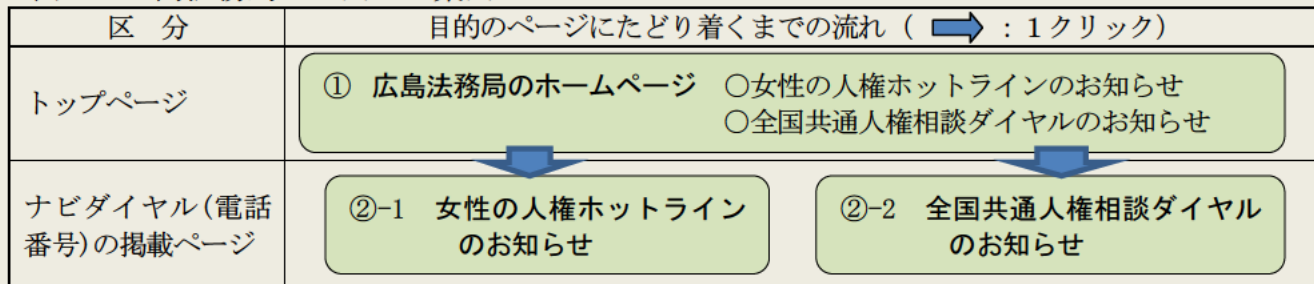 区　分
目的のページにたどり着くまでの流れ（ ：１クリック）
トップページ
① 広島法務局のホームページ ○女性の人権ホットラインのお知らせ
○全国共通人権相談ダイヤルのお知らせ
ナビダイヤル(電話
番号)の掲載ページ
②-1 女性の人権ホットライン
のお知らせ
②-2 全国共通人権相談ダイヤル
のお知らせ